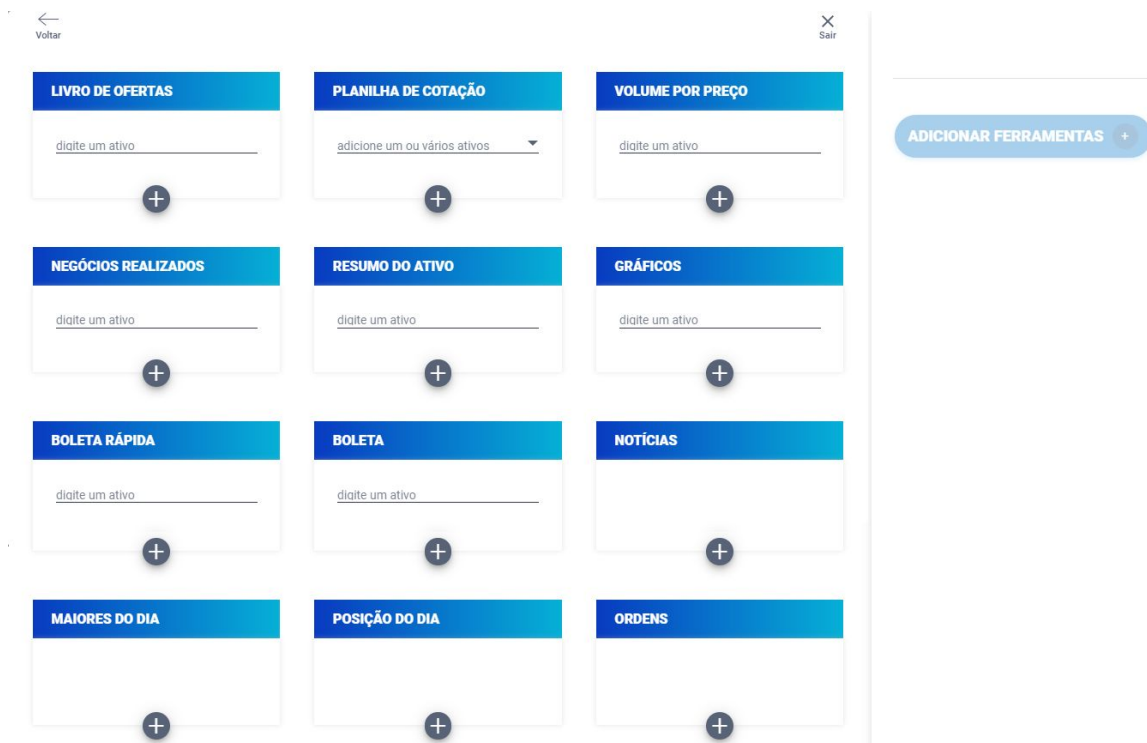 Voltar
Sair
LIVRO DE OFERTAS
PLANILHA DE COTAÇÃO
VOLUME POR PREÇO
ADICIONAR FERRAMENTAS +
digite um ativo
adicione um ou vários ativos
digite um ativo
NEGÓCIOS REALIZADOS
RESUMO DO ATIVO
GRÁFICOS
digite um ativo
digite um ativo
digite um ativo
BOLETA RÁPIDA
BOLETA
NOTÍCIAS
digite um ativo
digite um ativo
MAIORES DO DIA
POSIÇÃO DO DIA
ORDENS